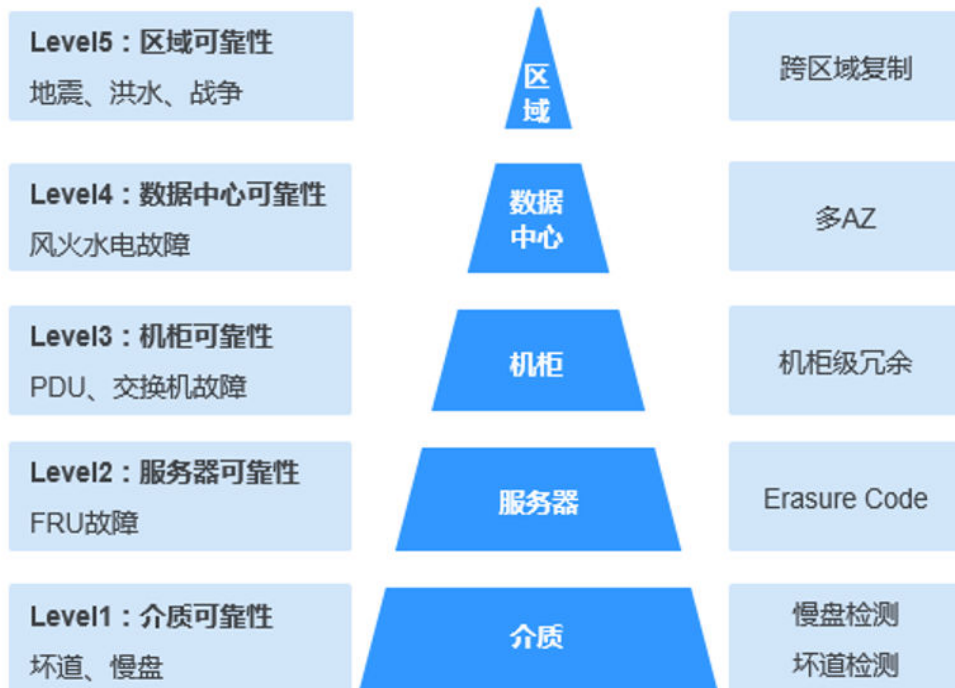 Level5：区域可靠性
地震、洪水、战争
区
域
跨区域复制
Level4：数据中心可靠性
风火水电故障
数据
中心
多AZ
Level3：机柜可靠性
PDU、交换机故障
机柜
机柜级冗余
Level2：服务器可靠性
FRU故障
服务器
Erasure Code
Level1：介质可靠性
坏道、慢盘
介质
慢盘检测
坏道检测